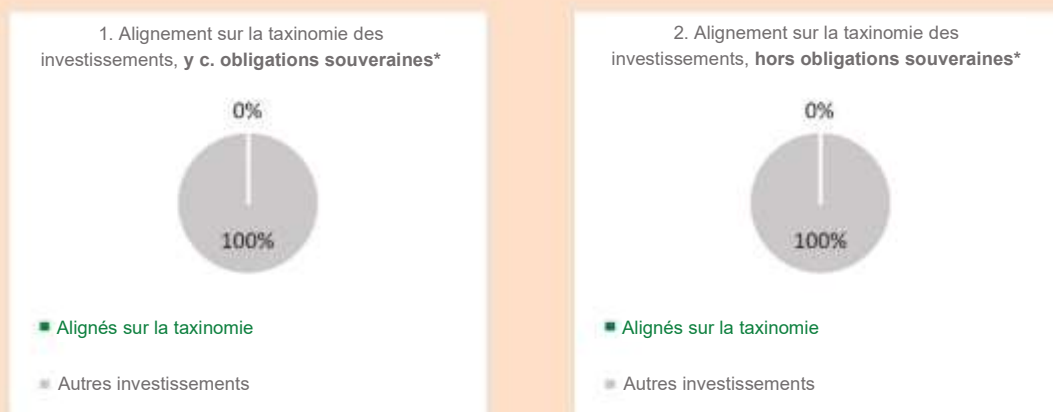 1. Alignement sur la taxinomie des
investissements, y c. obligations souveraines*
0%
100%
Alignés sur la taxinomie
Autres investissements
2. Alignement sur la taxinomie des
investissements, hors obligations souveraines*
0%
100%
Alignés sur la taxinomie
Autres investissements